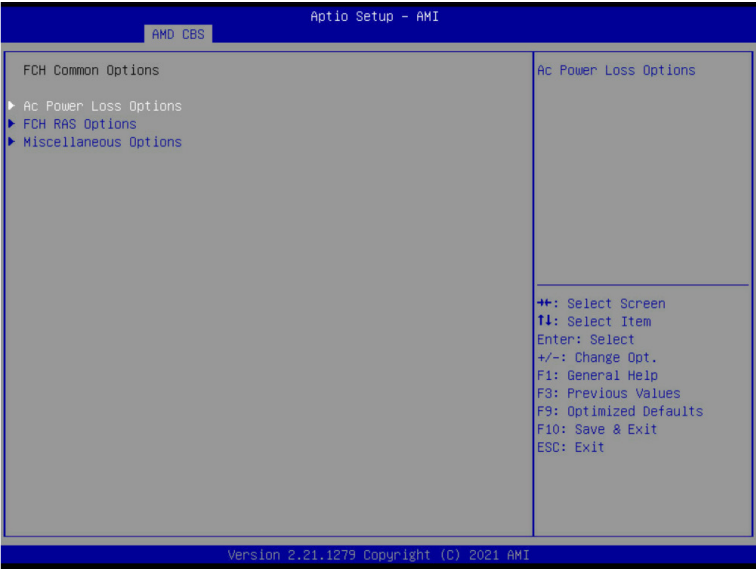 Aptio Setup - AMI
AMD CBS
FCH Common Options
Ac Power Loss Options
FCH RAS Options
Miscellaneous Options
Ac Power Loss Options
→←: Select Screen
↑↓: Select Item
Enter: Select
+/-: Change Opt.
F1: General Help
F3: Previous Values
F9: Optimized Defaults
F10: Save & Exit
ESC: Exit
Version 2.21.1279 Copyright (C) 2021 AMI